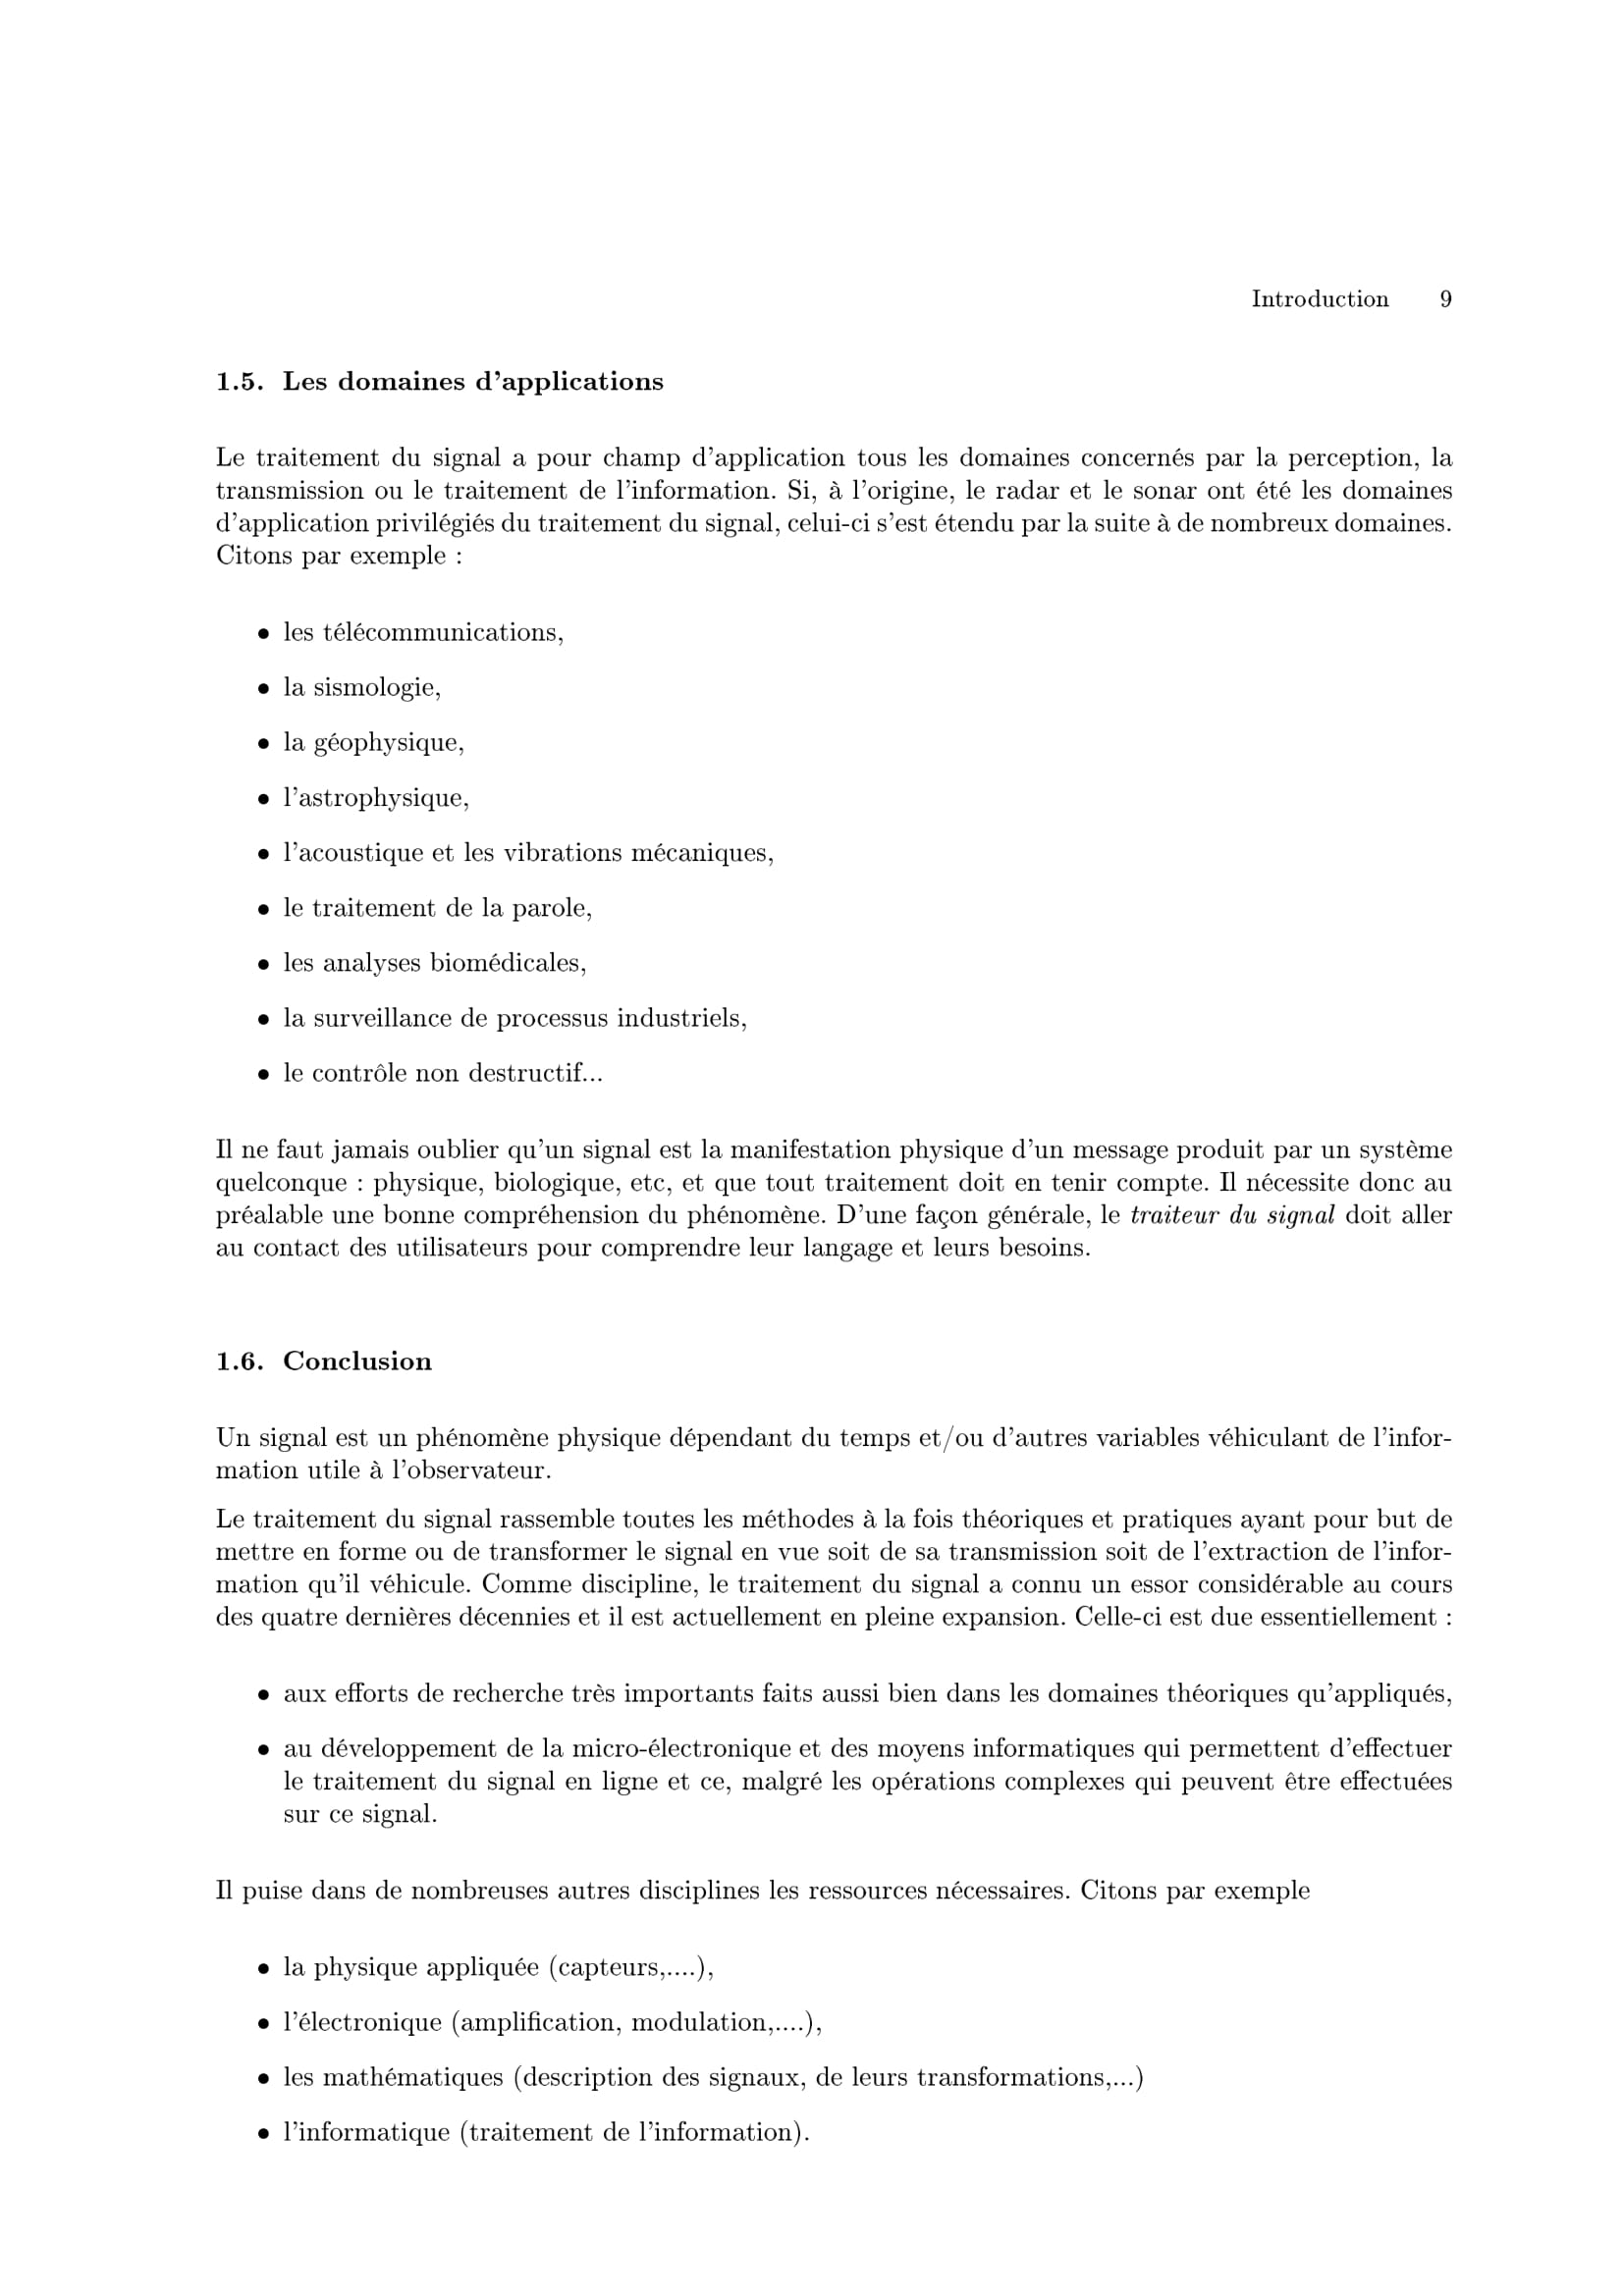 Introduction 9
1.5. Les domaines d'applications
Le traitement du signal a pour champ d'application tous les domaines concernés par la perception, la
transmission ou le traitement de l'information. Si, à l'origine, le radar et le sonar ont été les domaines
d'application privilégiés du traitement du signal, celui-ci s'est étendu par la suite à de nombreux domaines.
Citons par exemple :
• les télécommunications,
• la sismologie,
• la géophysique,
• l'astrophysique,
• l'acoustique et les vibrations mécaniques,
• le traitement de la parole,
• les analyses biomédicales,
• la surveillance de processus industriels,
• le contrôle non destructif...
Il ne faut jamais oublier qu'un signal est la manifestation physique d'un message produit par un système
quelconque : physique, biologique, etc, et que tout traitement doit en tenir compte. Il nécessite donc au
préalable une bonne compréhension du phénomène. D'une façon générale, le traiteur du signal doit aller
au contact des utilisateurs pour comprendre leur langage et leurs besoins.
1.6. Conclusion
Un signal est un phénomène physique dépendant du temps et/ou d'autres variables véhiculant de l'infor-
mation utile à l'observateur.
Le traitement du signal rassemble toutes les méthodes à la fois théoriques et pratiques ayant pour but de
mettre en forme ou de transformer le signal en vue soit de sa transmission soit de l'extraction de l'infor-
mation qu'il véhicule. Comme discipline, le traitement du signal a connu un essor considérable au cours
des quatre dernières décennies et il est actuellement en pleine expansion. Celle-ci est due essentiellement :
• aux efforts de recherche très importants faits aussi bien dans les domaines théoriques qu'appliqués,
• au développement de la micro-électronique et des moyens informatiques qui permettent d'effectuer
le traitement du signal en ligne et ce, malgré les opérations complexes qui peuvent être effectuées
sur ce signal.
Il puise dans de nombreuses autres disciplines les ressources nécessaires. Citons par exemple
• la physique appliquée (capteurs,....),
• l'électronique (amplification, modulation,....),
• les mathématiques (description des signaux, de leurs transformations,...)
• l'informatique (traitement de l'information).